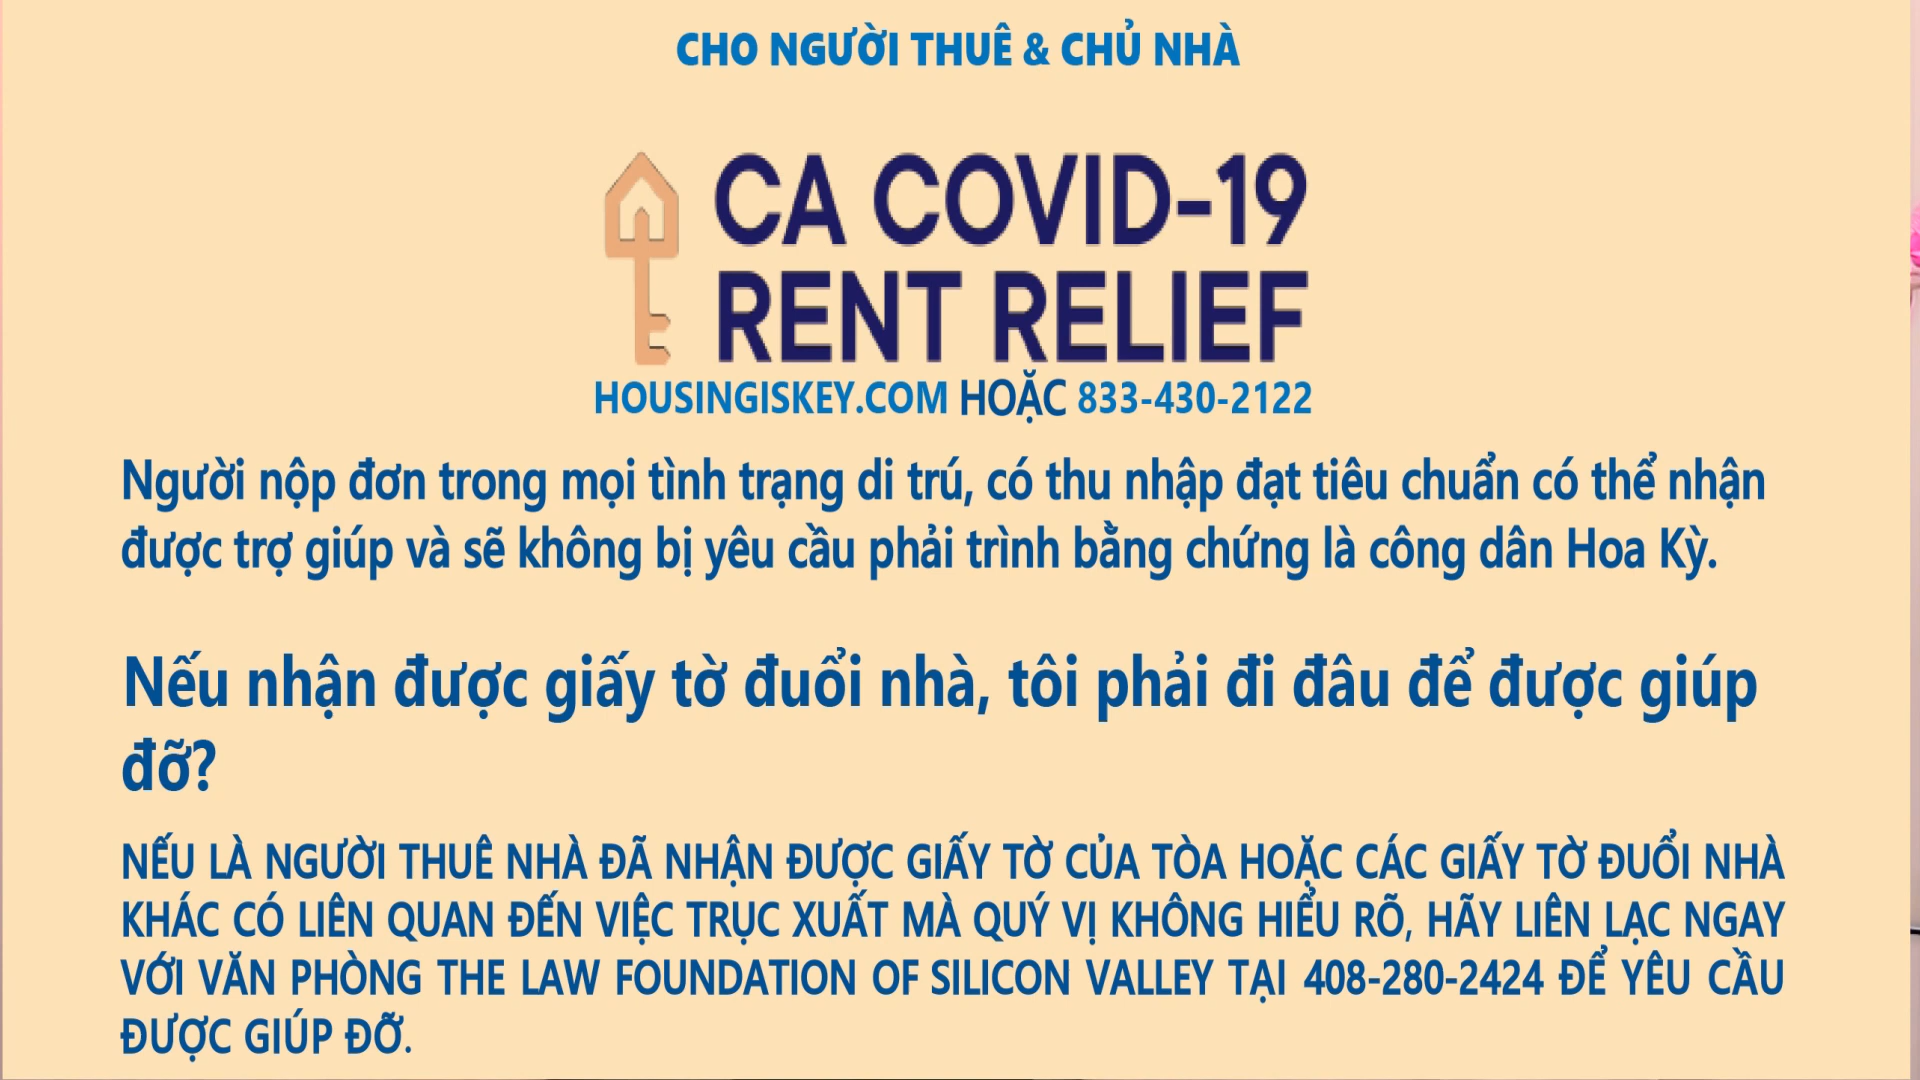 CHO NGƯỜI THUÊ & CHỦ NHÀ
CA COVID-19
RENT RELIEF
HOUSINGISKEY.COM HOẶC 833-430-2122
Người nộp đơn trong mọi tình trạng di trú, có thu nhập đạt tiêu chuẩn có thể nhận
được trợ giúp và sẽ không bị yêu cầu phải trình bằng chứng là công dân Hoa Kỳ.
Nếu nhận được giấy tờ đuổi nhà, tôi phải đi đâu để được giúp
đỡ?
NẾU LÀ NGƯỜI THUÊ NHÀ ĐÃ NHẬN ĐƯỢC GIẤY TỜ CỦA TÒA HOẶC CÁC GIẤY TỜ ĐUỔI NHÀ
KHÁC CÓ LIÊN QUAN ĐẾN VIỆC TRỤC XUẤT MÀ QUÝ VỊ KHÔNG HIỂU RÕ, HÃY LIÊN LẠC NGAY
VỚI VĂN PHÒNG THE LAW FOUNDATION OF SILICON VALLEY TẠI 408-280-2424 ĐỂ YÊU CẦU
ĐƯỢC GIÚP ĐỠ.